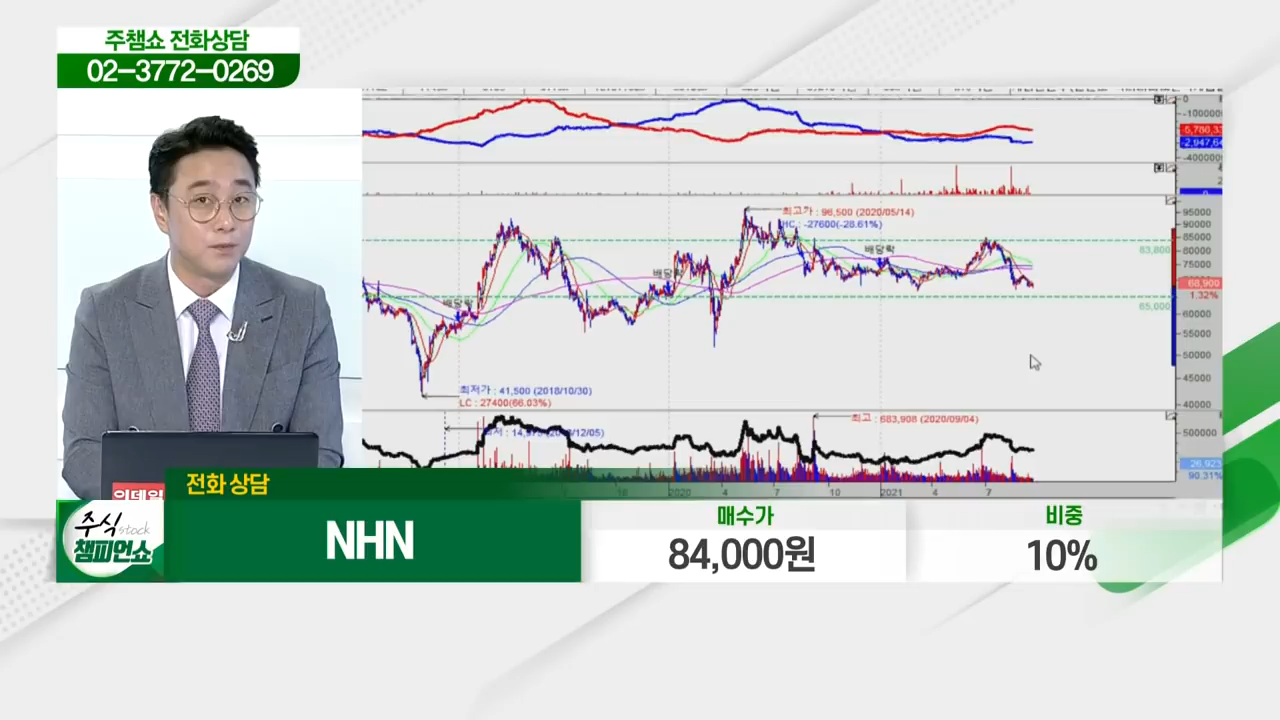 주챔쇼 전화상담
02-3772-0269
최고가 : 96,500 (2020/05/14)
HC : -27600(-28.61%)
배당락
배당락
배당락
95000
90000
85000
80000
75000
68,900
1.32%
60000
55000
50000
45000
40000
83,800
65,000
최저가 : 41,500 (2018/10/30)
LC : 27400(66.03%)
최고 : 683,908 (2020/09/04)
500000
26,923
90.31%
2020
4
7
10
2021
4
7
전화 상담
주식 stock
챔피언쇼
NHN
매수가
84,000원
비중
10%